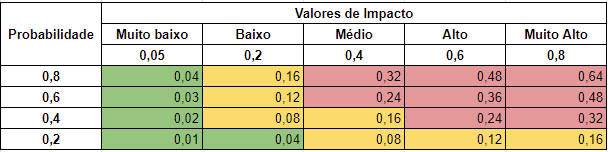 Probabilidade Valores de Impacto
Muito baixo Baixo Médio Alto Muito Alto
0,05 0,2 0,4 0,6 0,8
0,8 0,04 0,16 0,32 0,48 0,64
0,6 0,03 0,12 0,24 0,36 0,48
0,4 0,02 0,08 0,16 0,24 0,32
0,2 0,01 0,04 0,08 0,12 0,16